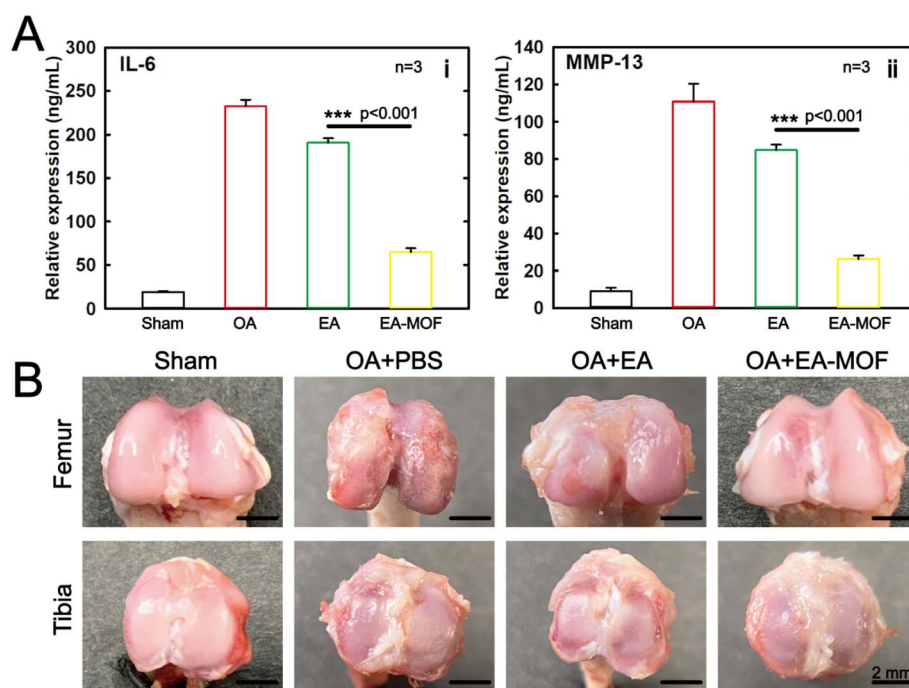 A
IL-6
n=3
i
Relative expression (ng/mL)
300
250
200
150
100
50
0
*** p<0.001
Sham
OA
EA
EA-MOF
MMP-13
n=3
ii
Relative expression (ng/mL)
140
120
100
80
60
40
20
0
*** p<0.001
Sham
OA
EA
EA-MOF
B
Sham
OA+PBS
OA+EA
OA+EA-MOF
Femur
Tibia
2 mm